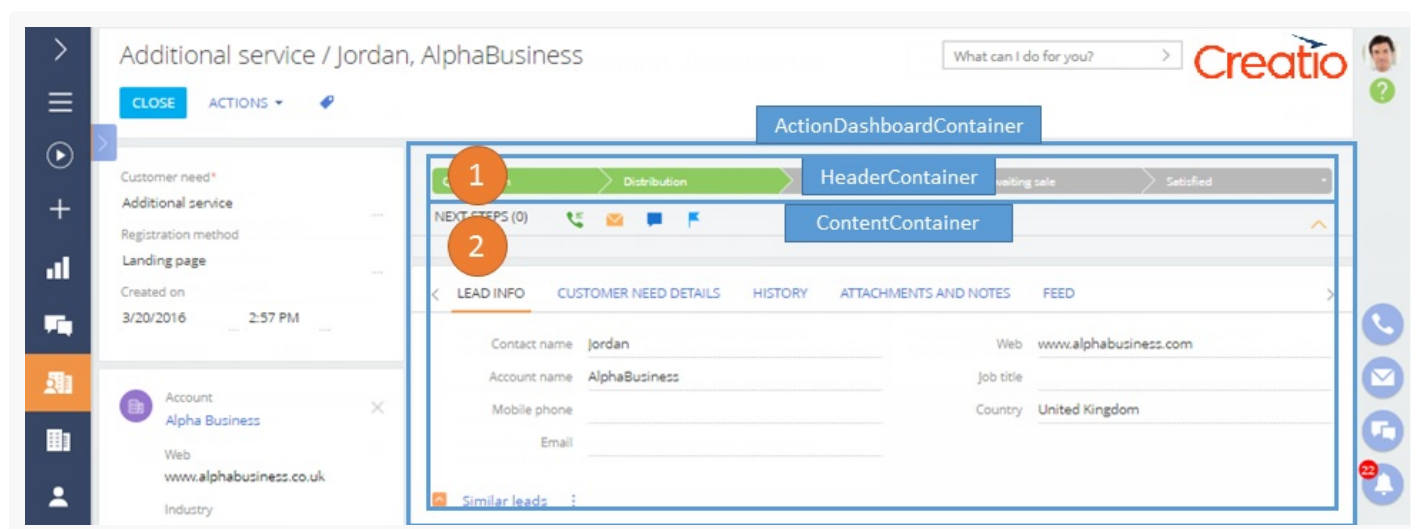 Additional service / Jordan, AlphaBusiness
What can I do for you?
Creatio
CLOSE ACTIONS
?
ActionDashboardContainer
1
Distribution
HeaderContainer
waiting sale
Satisfied
NEXT STEPS (0)
ContentContainer
2
Customer need*
Additional service
Registration method
Landing page
Created on
3/20/2016 2:57 PM
LEAD INFO CUSTOMER NEED DETAILS HISTORY ATTACHMENTS AND NOTES FEED
Contact name Jordan
Web www.alphabusiness.com
Account name AlphaBusiness
Job title
Mobile phone
Country United Kingdom
Email
Similar leads
Account
Alpha Business
Web
www.alphabusiness.co.uk
Industry
22